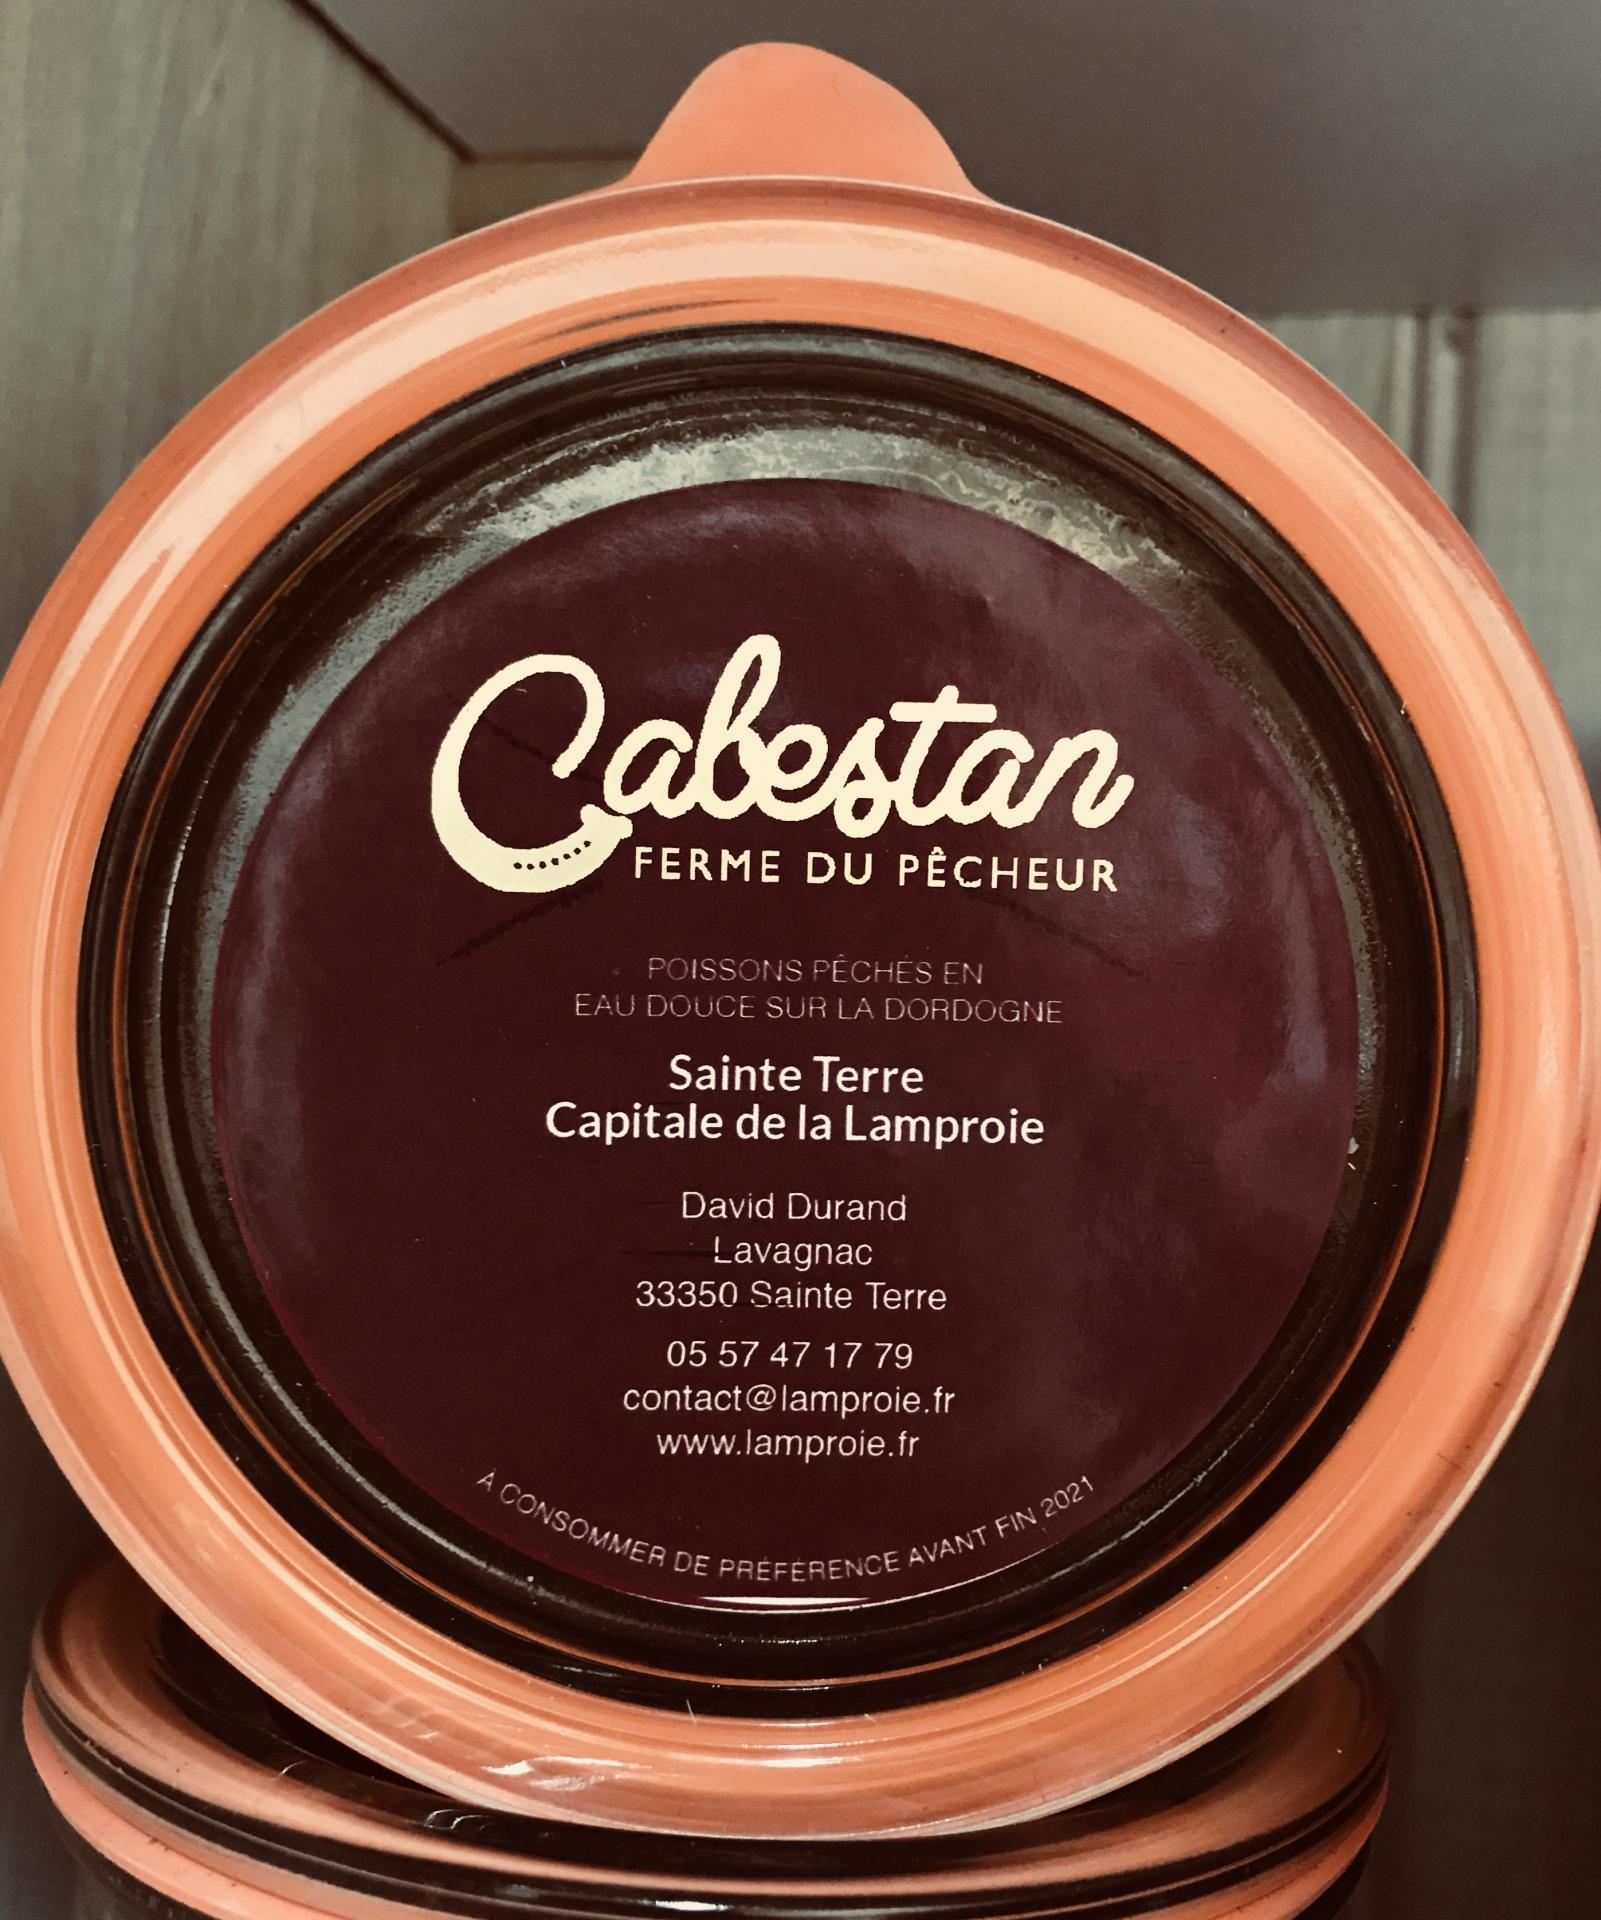 Cabestan
FERME DU PÊCHEUR
POISSONS PÊCHÉS EN
EAU DOUCE SUR LA DORDOGNE
Sainte Terre
Capitale de la Lamproie
David Durand
Lavagnac
33350 Sainte Terre
05 57 47 17 79
contact@lamproie.fr
www.lamproie.fr
A CONSOMMER DE PRÉFÉRENCE AVANT FIN 2021